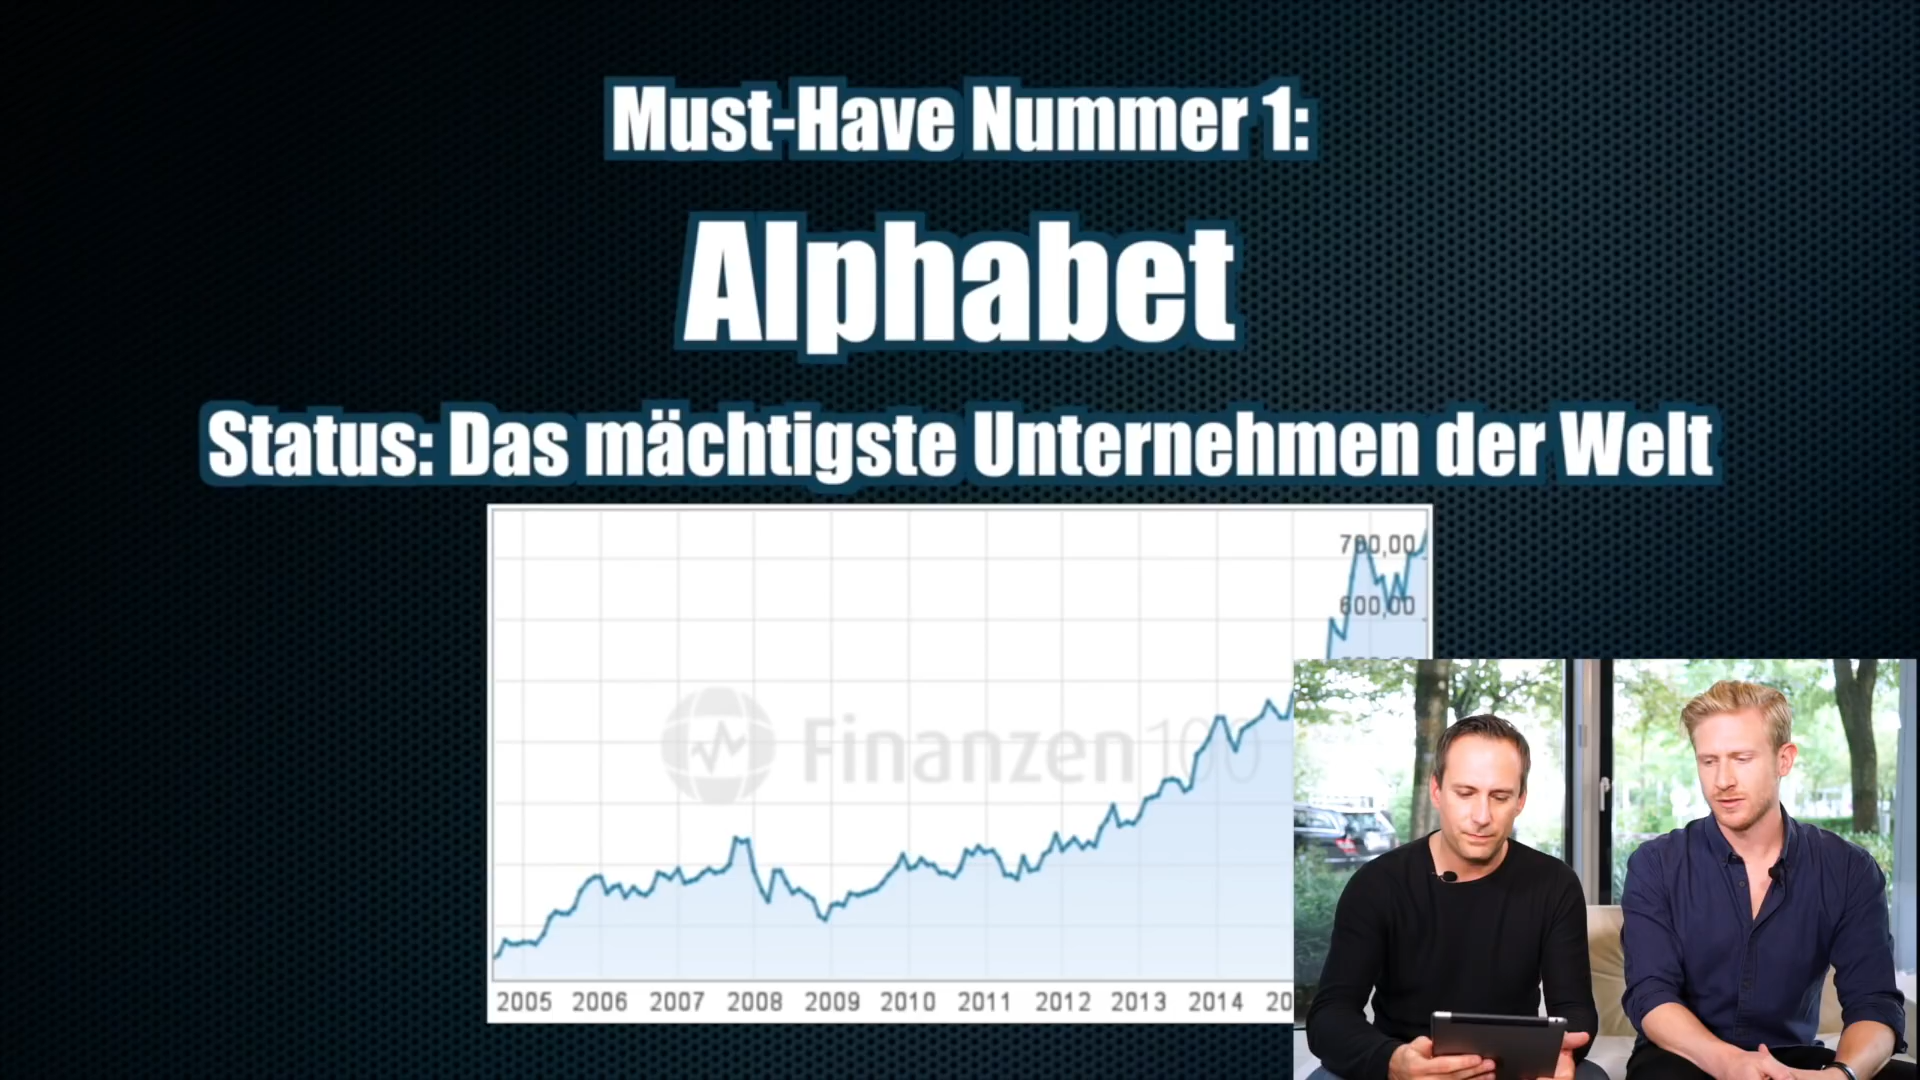 Must-Have Nummer 1:
Alphabet
Status: Das mächtigste Unternehmen der Welt
700,00
600,00
Finanzen100
2005 2006 2007 2008 2009 2010 2011 2012 2013 2014 20